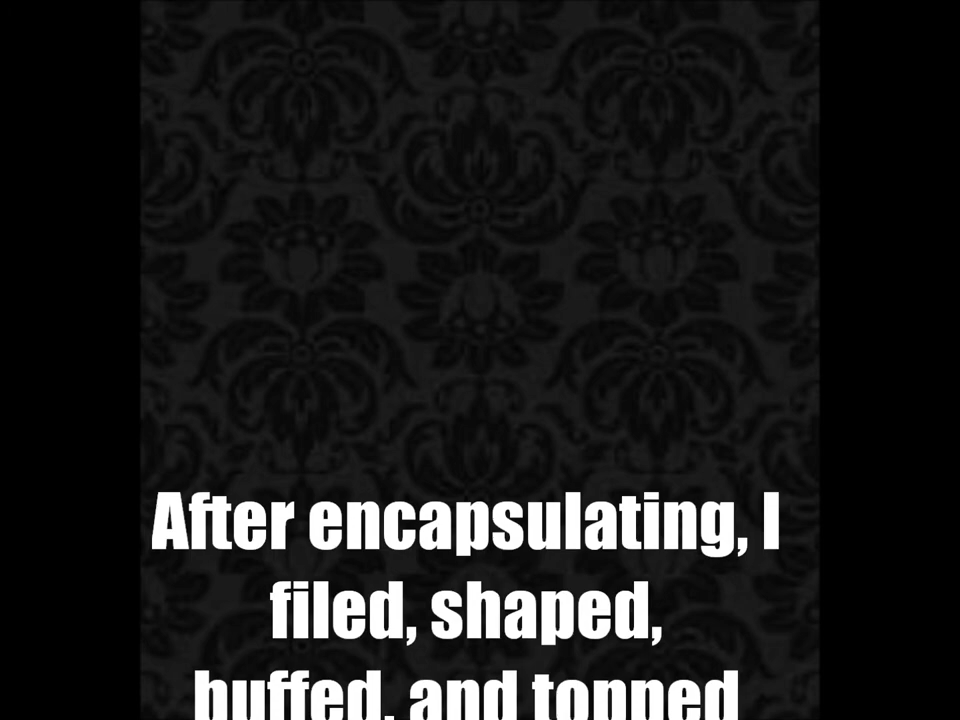 After encapsulating, I
filed, shaped,
buffed, and topped